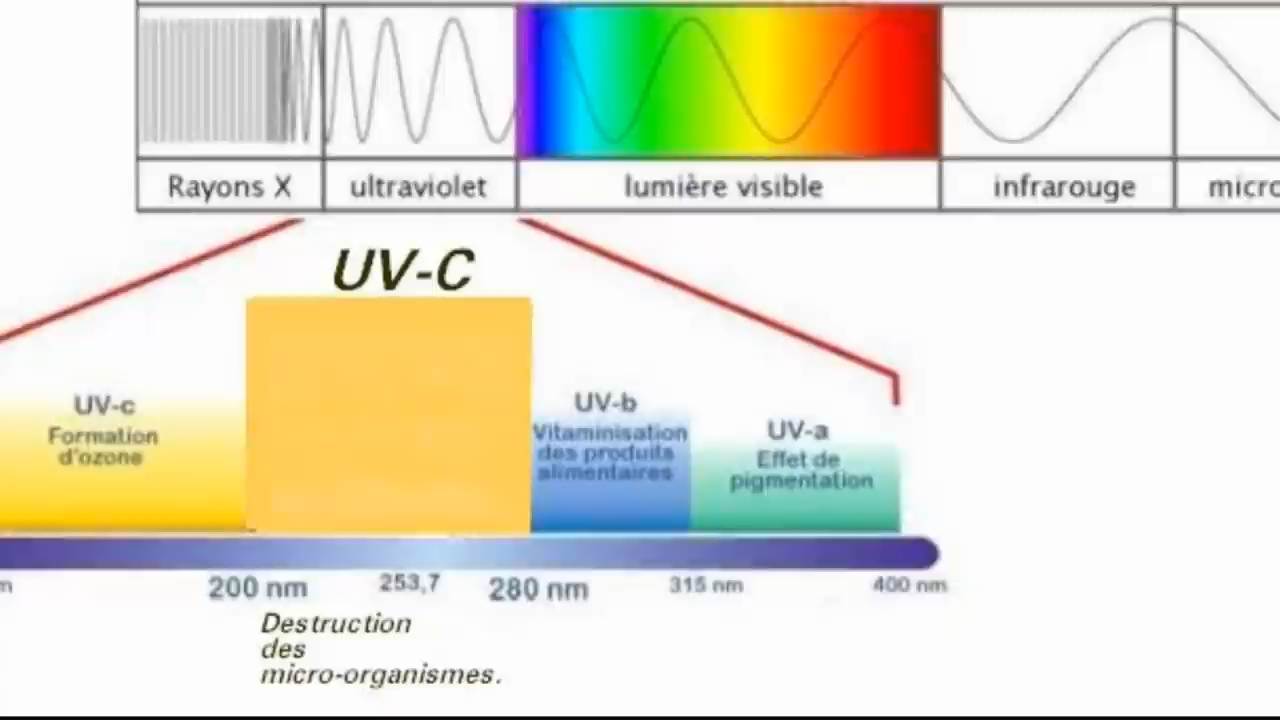 Rayons X
ultraviolet
lumière visible
infrarouge
micro
UV-C
UV-c
Formation
d'ozone
UV-b
Vitaminisation
des produits
alimentaires
UV-a
Effet de
pigmentation
m
200 nm
253,7
280 nm
315 nm
400 nm
Destruction
des
micro-organismes.